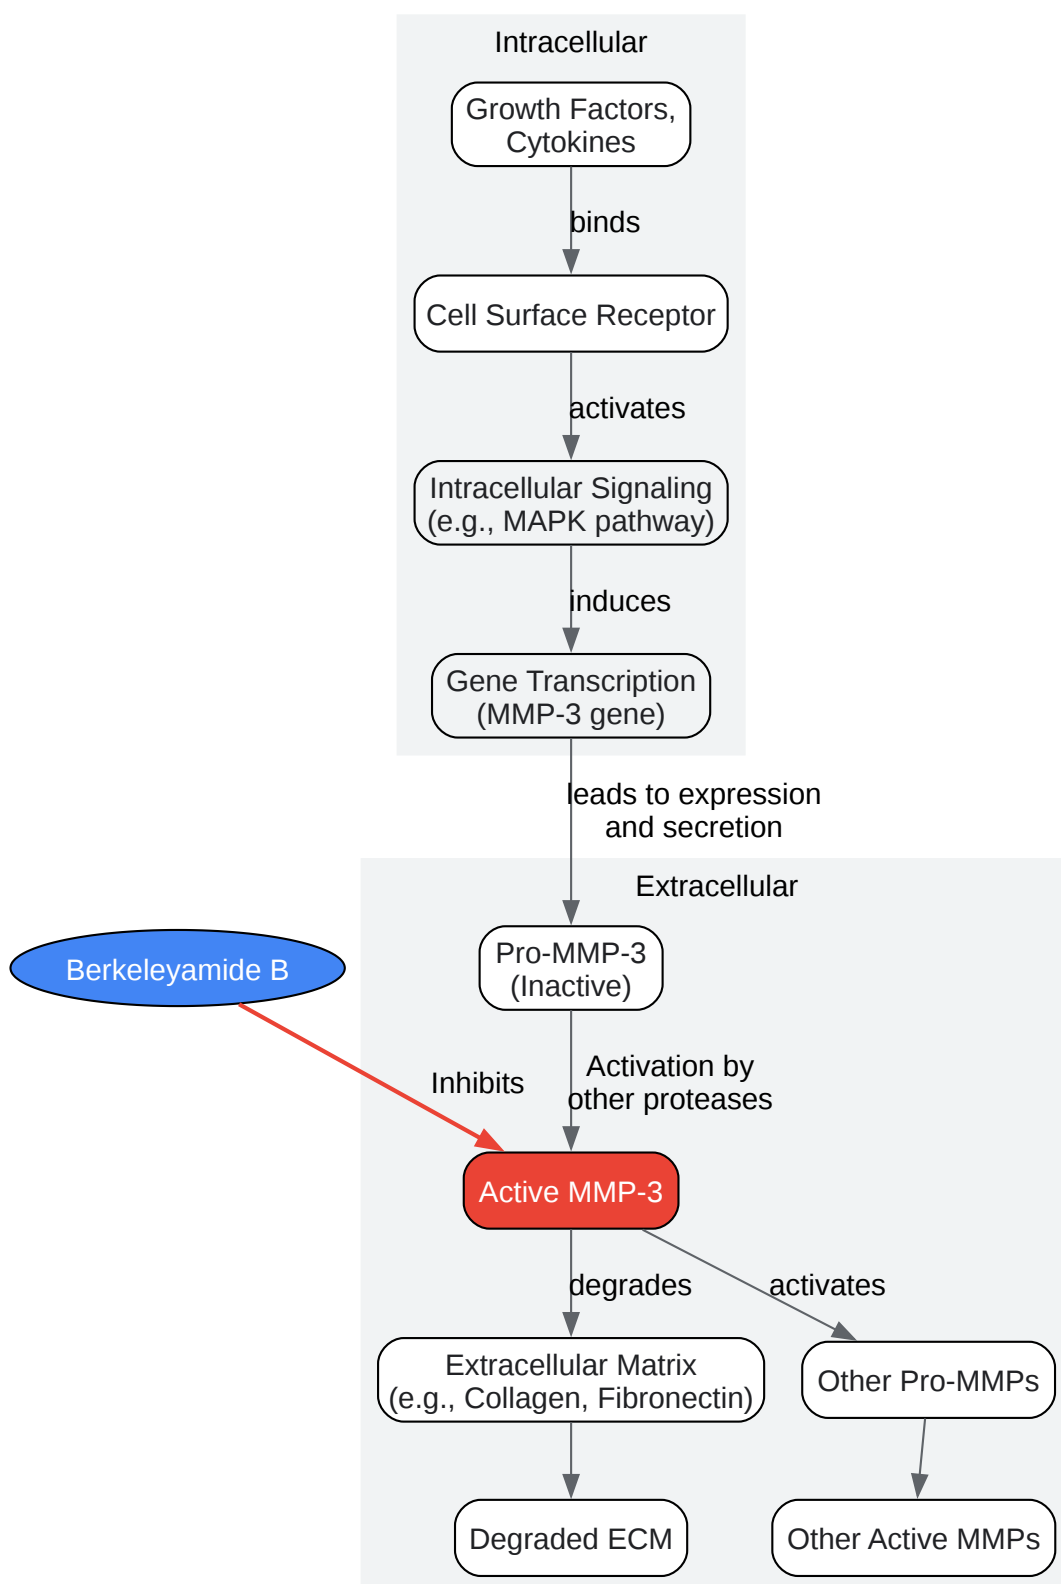 Intracellular
Growth Factors,
Cytokines
binds
Cell Surface Receptor
activates
Intracellular Signaling
(e.g., MAPK pathway)
induces
Gene Transcription
(MMP-3 gene)
leads to expression
and secretion
Extracellular
Pro-MMP-3
(Inactive)
Berkeleyamide B
Inhibits
Activation by
other proteases
Active MMP-3
degrades
activates
Extracellular Matrix
(e.g., Collagen, Fibronectin)
Other Pro-MMPs
Degraded ECM
Other Active MMPs